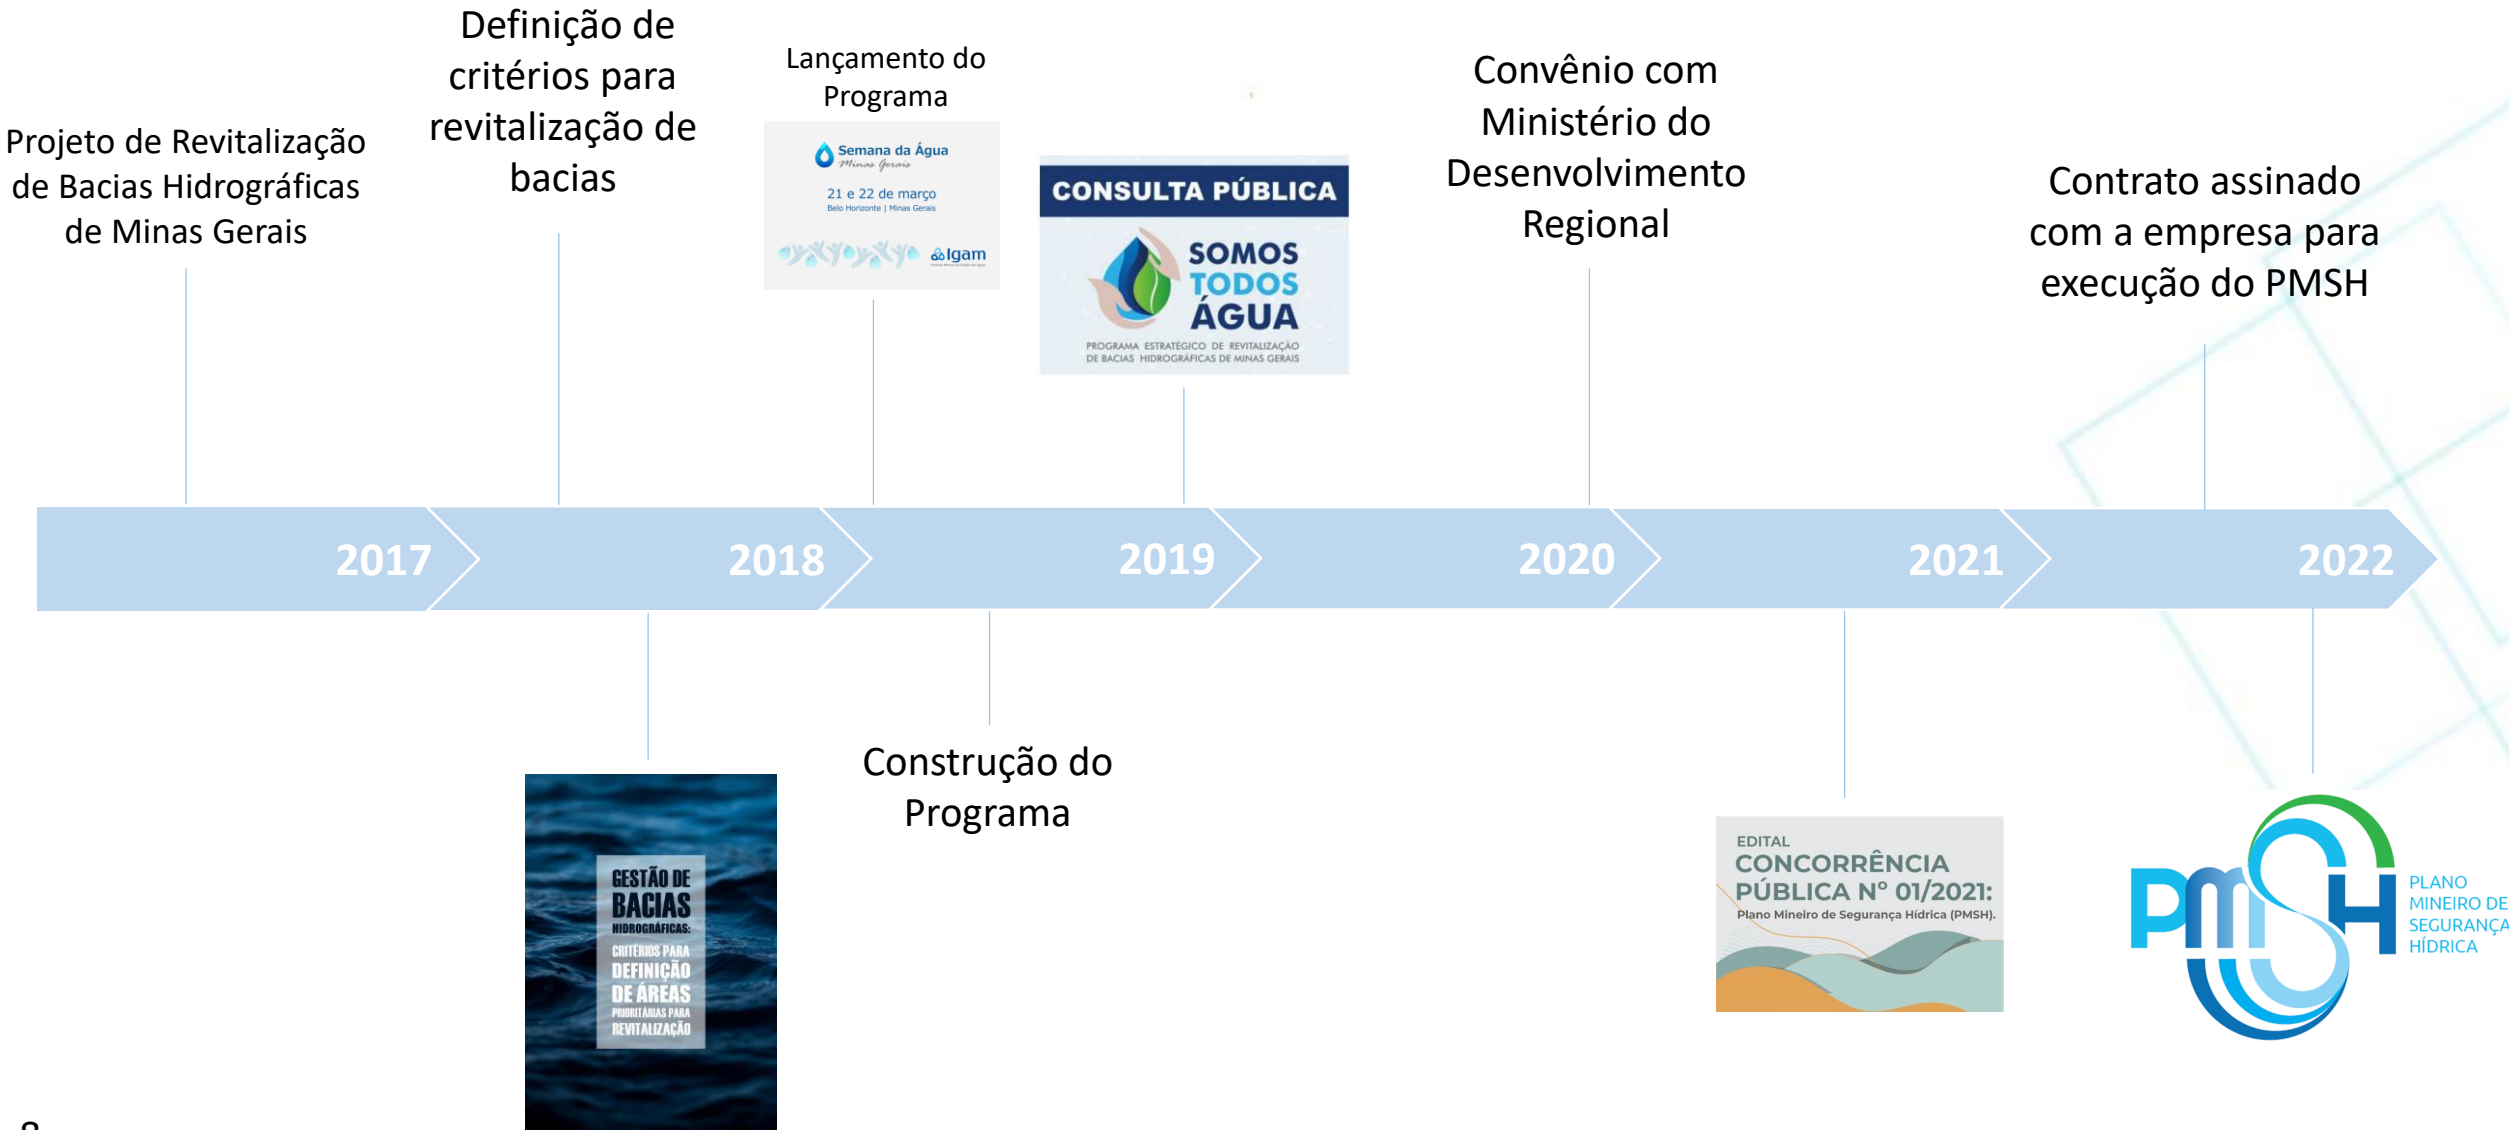 Projeto de Revitalização
de Bacias Hidrográficas
de Minas Gerais
Definição de
critérios para
revitalização de
bacias
Lançamento do
Programa
Semana da Água
Minas Gerais
21 e 22 de março
Belo Horizonte | Minas Gerais
Igam
CONSULTA PÚBLICA
SOMOS
TODOS
ÁGUA
PROGRAMA ESTRATÉGICO DE REVITALIZAÇÃO
DE BACIAS HIDROGRÁFICAS DE MINAS GERAIS
Convênio com
Ministério do
Desenvolvimento
Regional
Contrato assinado
com a empresa para
execução do PMSH
2017
2018
2019
2020
2021
2022
GESTÃO DE
BACIAS
HIDROGRÁFICAS:
CRITÉRIOS PARA
DEFINIÇÃO
DE ÁREAS
PRIORITÁRIAS PARA
REVITALIZAÇÃO
Construção do
Programa
EDITAL
CONCORRÊNCIA
PÚBLICA Nº 01/2021:
Plano Mineiro de Segurança Hídrica (PMSH).
PMSH
PLANO
MINEIRO DE
SEGURANÇA
HÍDRICA